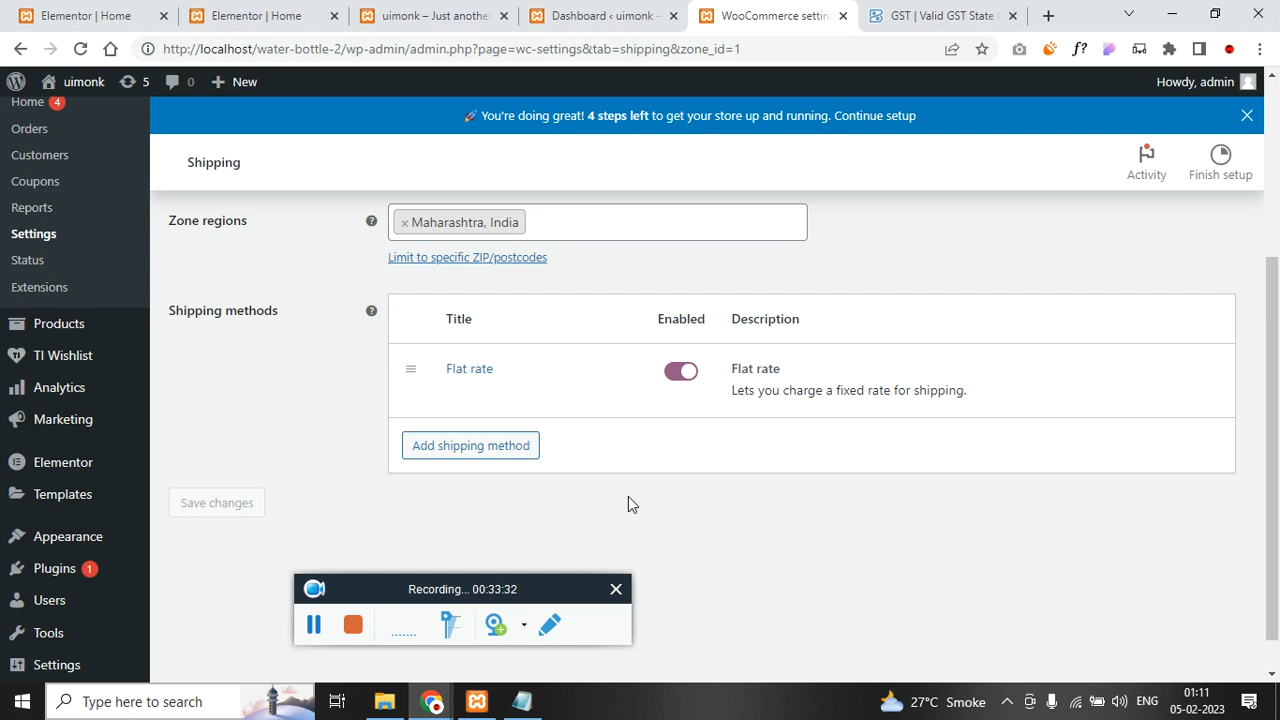 Elementor | Home
Elementor | Home
uimonk – Just another
Dashboard ‹ uimonk –
WooCommerce settin
GST | Valid GST State C
http://localhost/water-bottle-2/wp-admin/admin.php?page=wc-settings&tab=shipping&zone_id=1
uimonk 5 0 New
Howdy, admin
Home 4
Orders
Customers
Coupons
Reports
Settings
Status
Extensions
Products
TI Wishlist
Analytics
Marketing
Elementor
Templates
Appearance
Plugins 1
Users
Tools
Settings
🚀 You're doing great! 4 steps left to get your store up and running. Continue setup
Shipping
Activity
Finish setup
Zone regions
× Maharashtra, India
Limit to specific ZIP/postcodes
Shipping methods
Title Enabled Description
Flat rate Flat rate
Lets you charge a fixed rate for shipping.
Add shipping method
Save changes
Recording... 00:33:32
Type here to search
27°C Smoke
ENG
01:11
05-02-2023